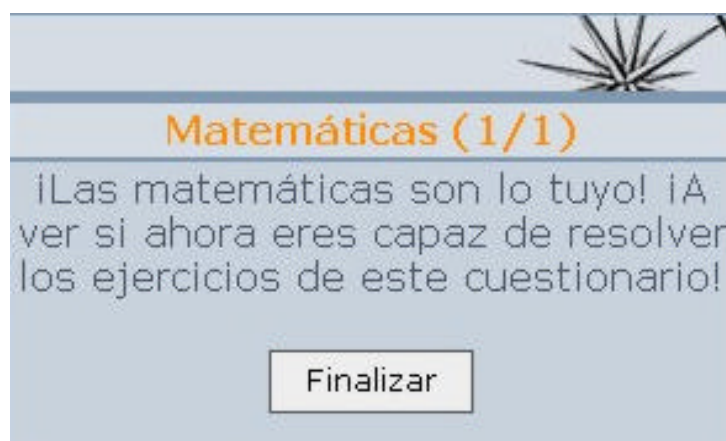 Matemáticas (1/1)
¡Las matemáticas son lo tuyo! ¡A
ver si ahora eres capaz de resolver
los ejercicios de este cuestionario!
Finalizar